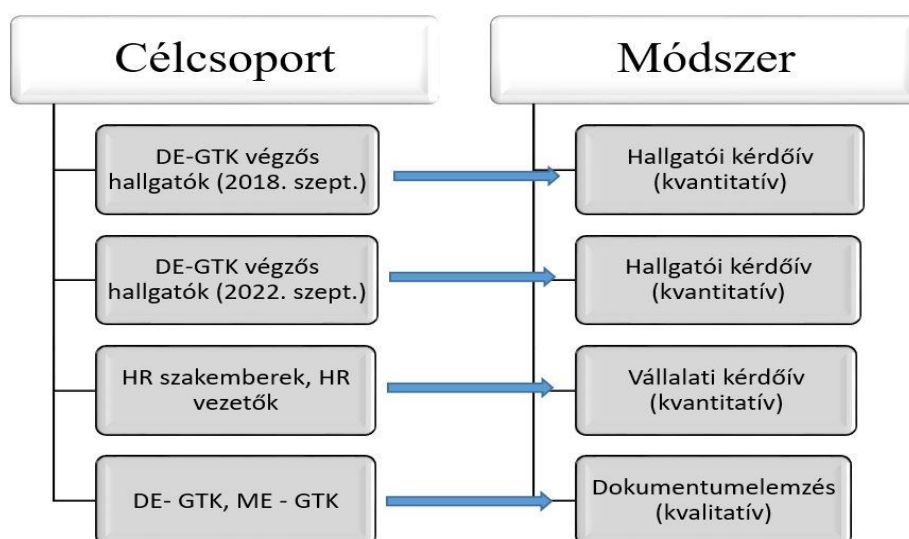 Célcsoport
DE-GTK végzős
hallgatók (2018. szept.)
DE-GTK végzős
hallgatók (2022. szept.)
HR szakemberek, HR
vezetők
DE- GTK, ME - GTK
Módszer
Hallgatói kérdőív
(kvantitatív)
Hallgatói kérdőív
(kvantitatív)
Vállalati kérdőív
(kvantitatív)
Dokumentumelemzés
(kvalitatív)